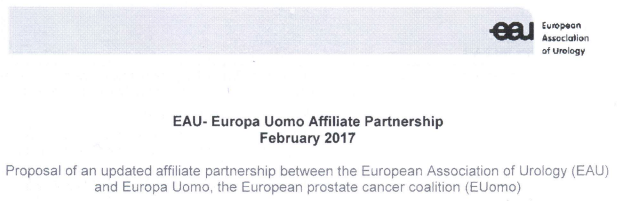 eau European
Association
of Urology
EAU- Europa Uomo Affiliate Partnership
February 2017
Proposal of an updated affiliate partnership between the European Association of Urology (EAU)
and Europa Uomo, the European prostate cancer coalition (EUomo)